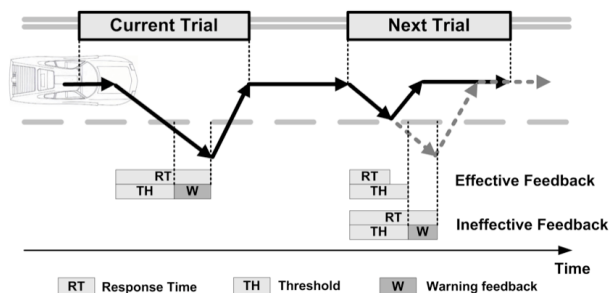 Current Trial
Next Trial
RT
TH W
RT
TH
Effective Feedback
RT
TH W
Ineffective Feedback
Time
RT Response Time TH Threshold W Warning feedback